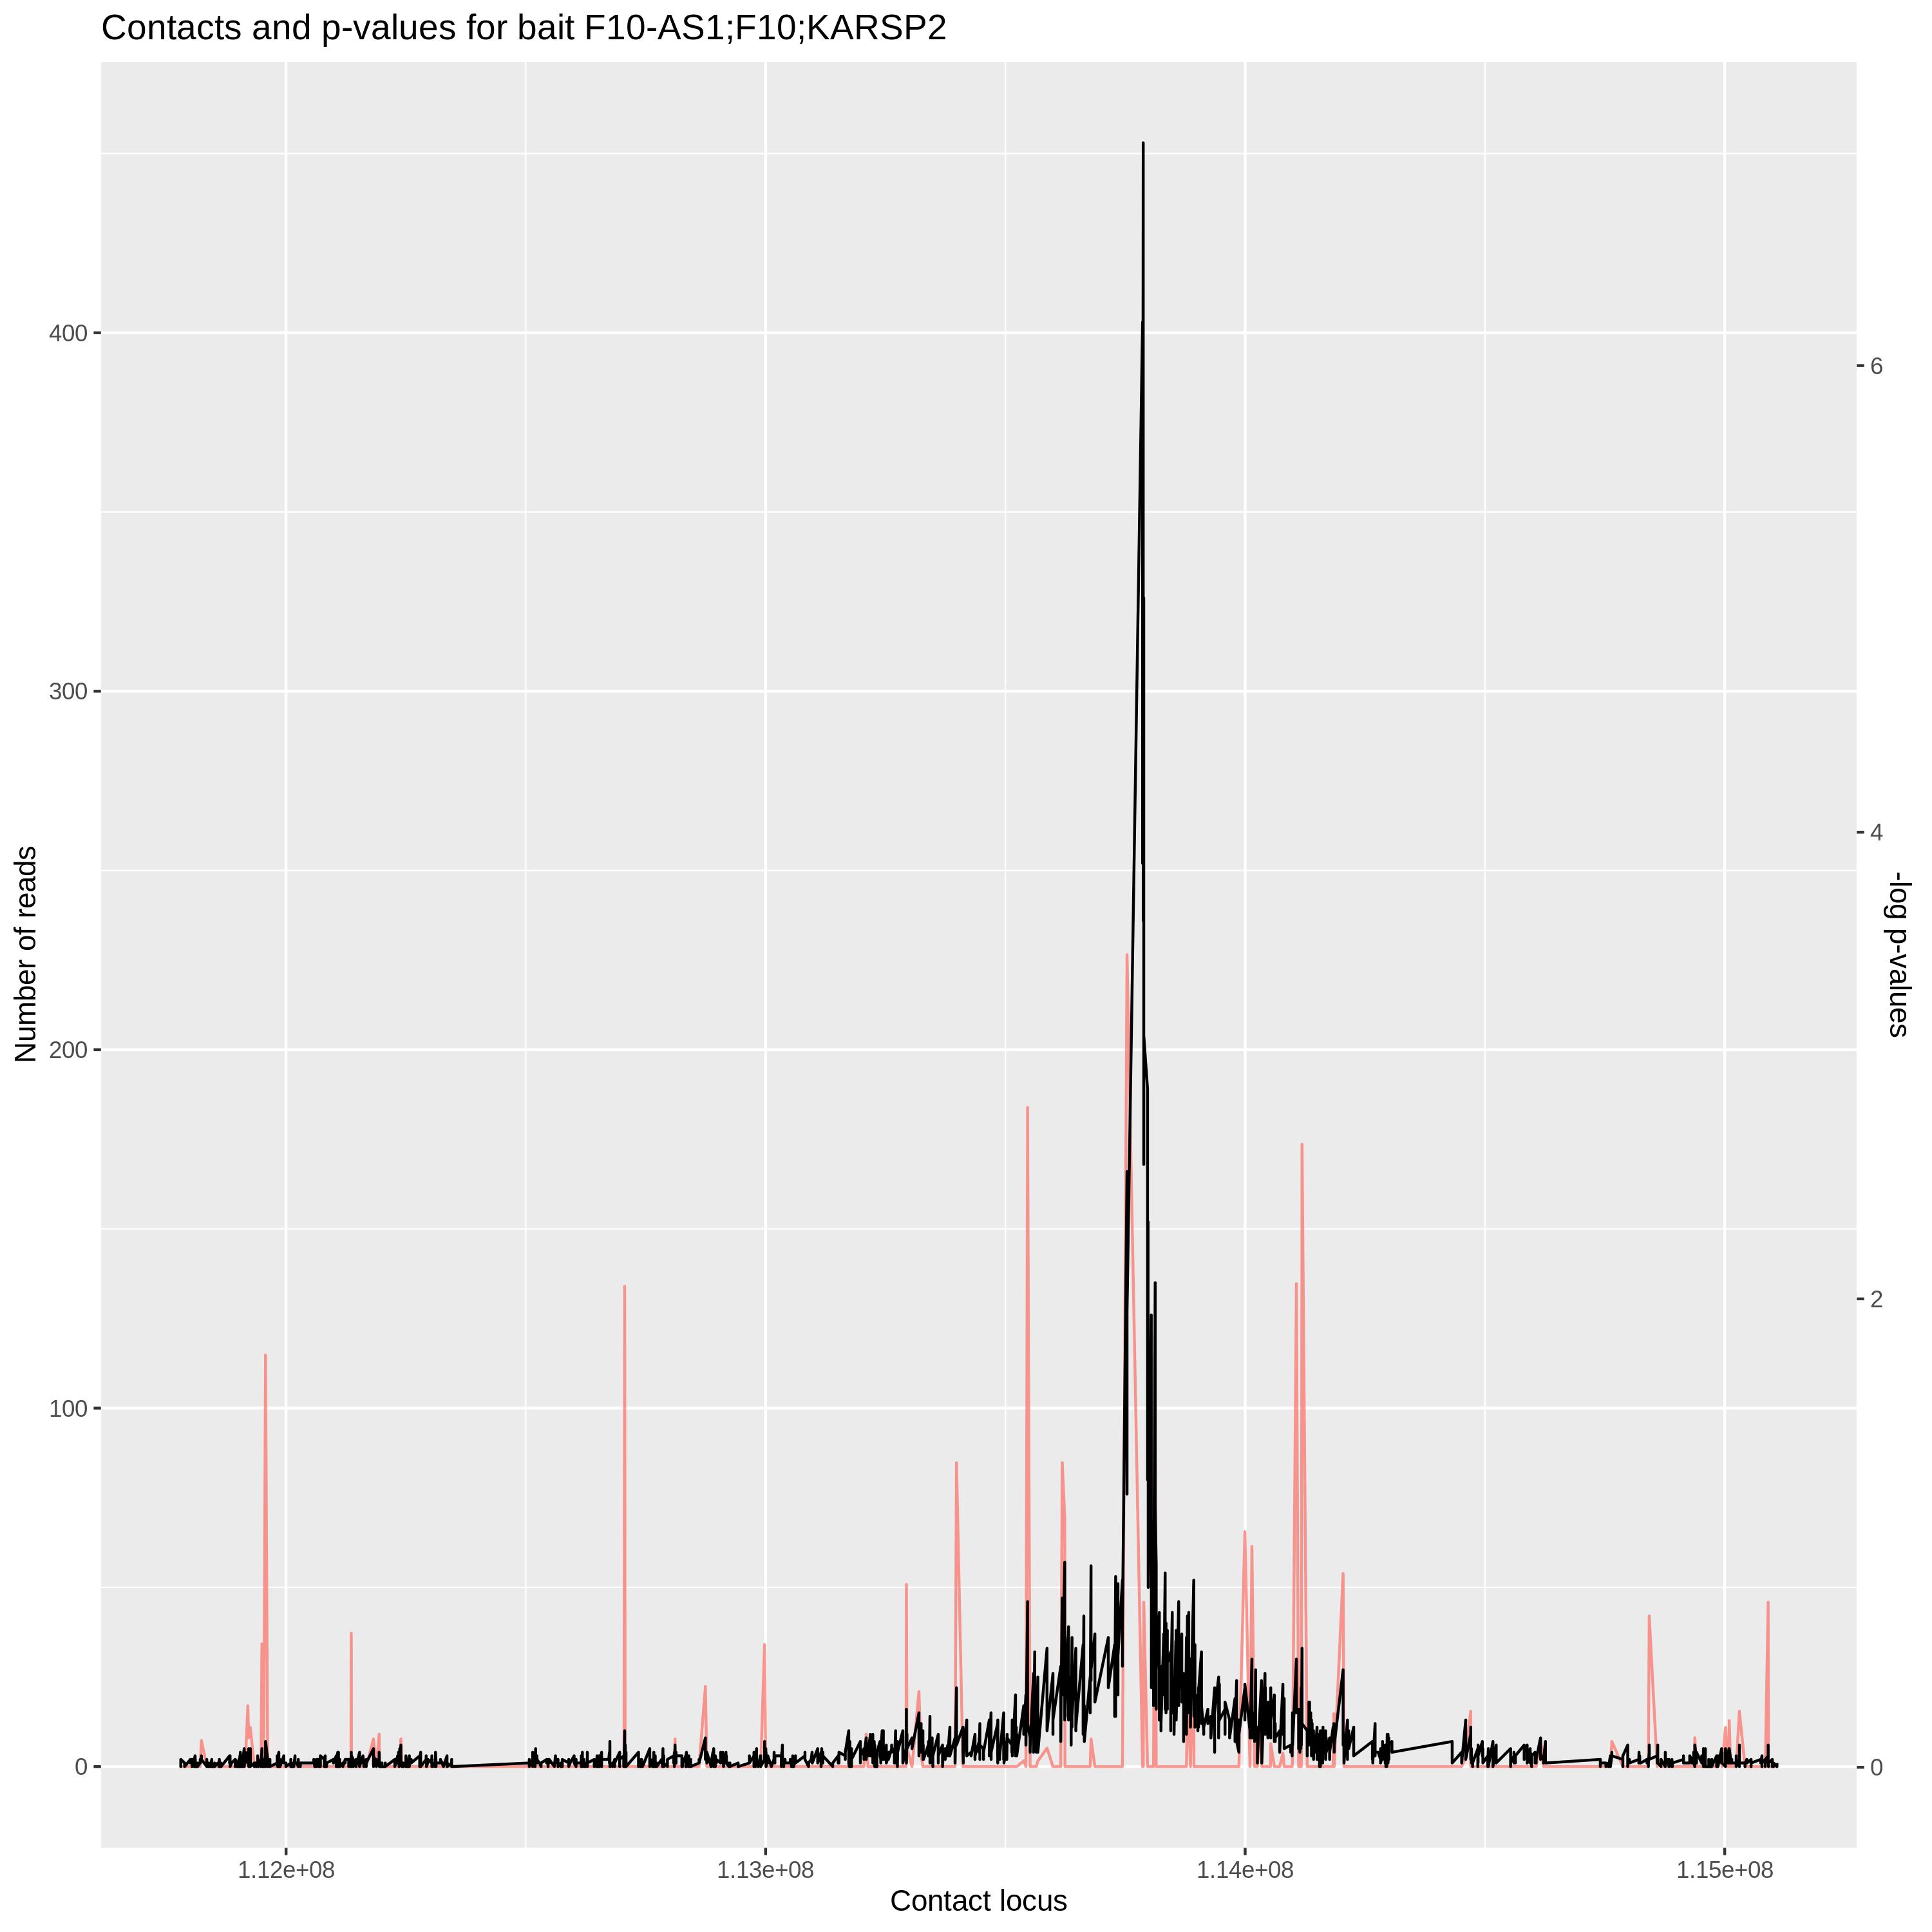 Contacts and p-values for bait F10-AS1;F10;KARSP2
400
300
200
100
0
6
4
2
0
Number of reads
-log p-values
1.12e+08
1.13e+08
1.14e+08
1.15e+08
Contact locus